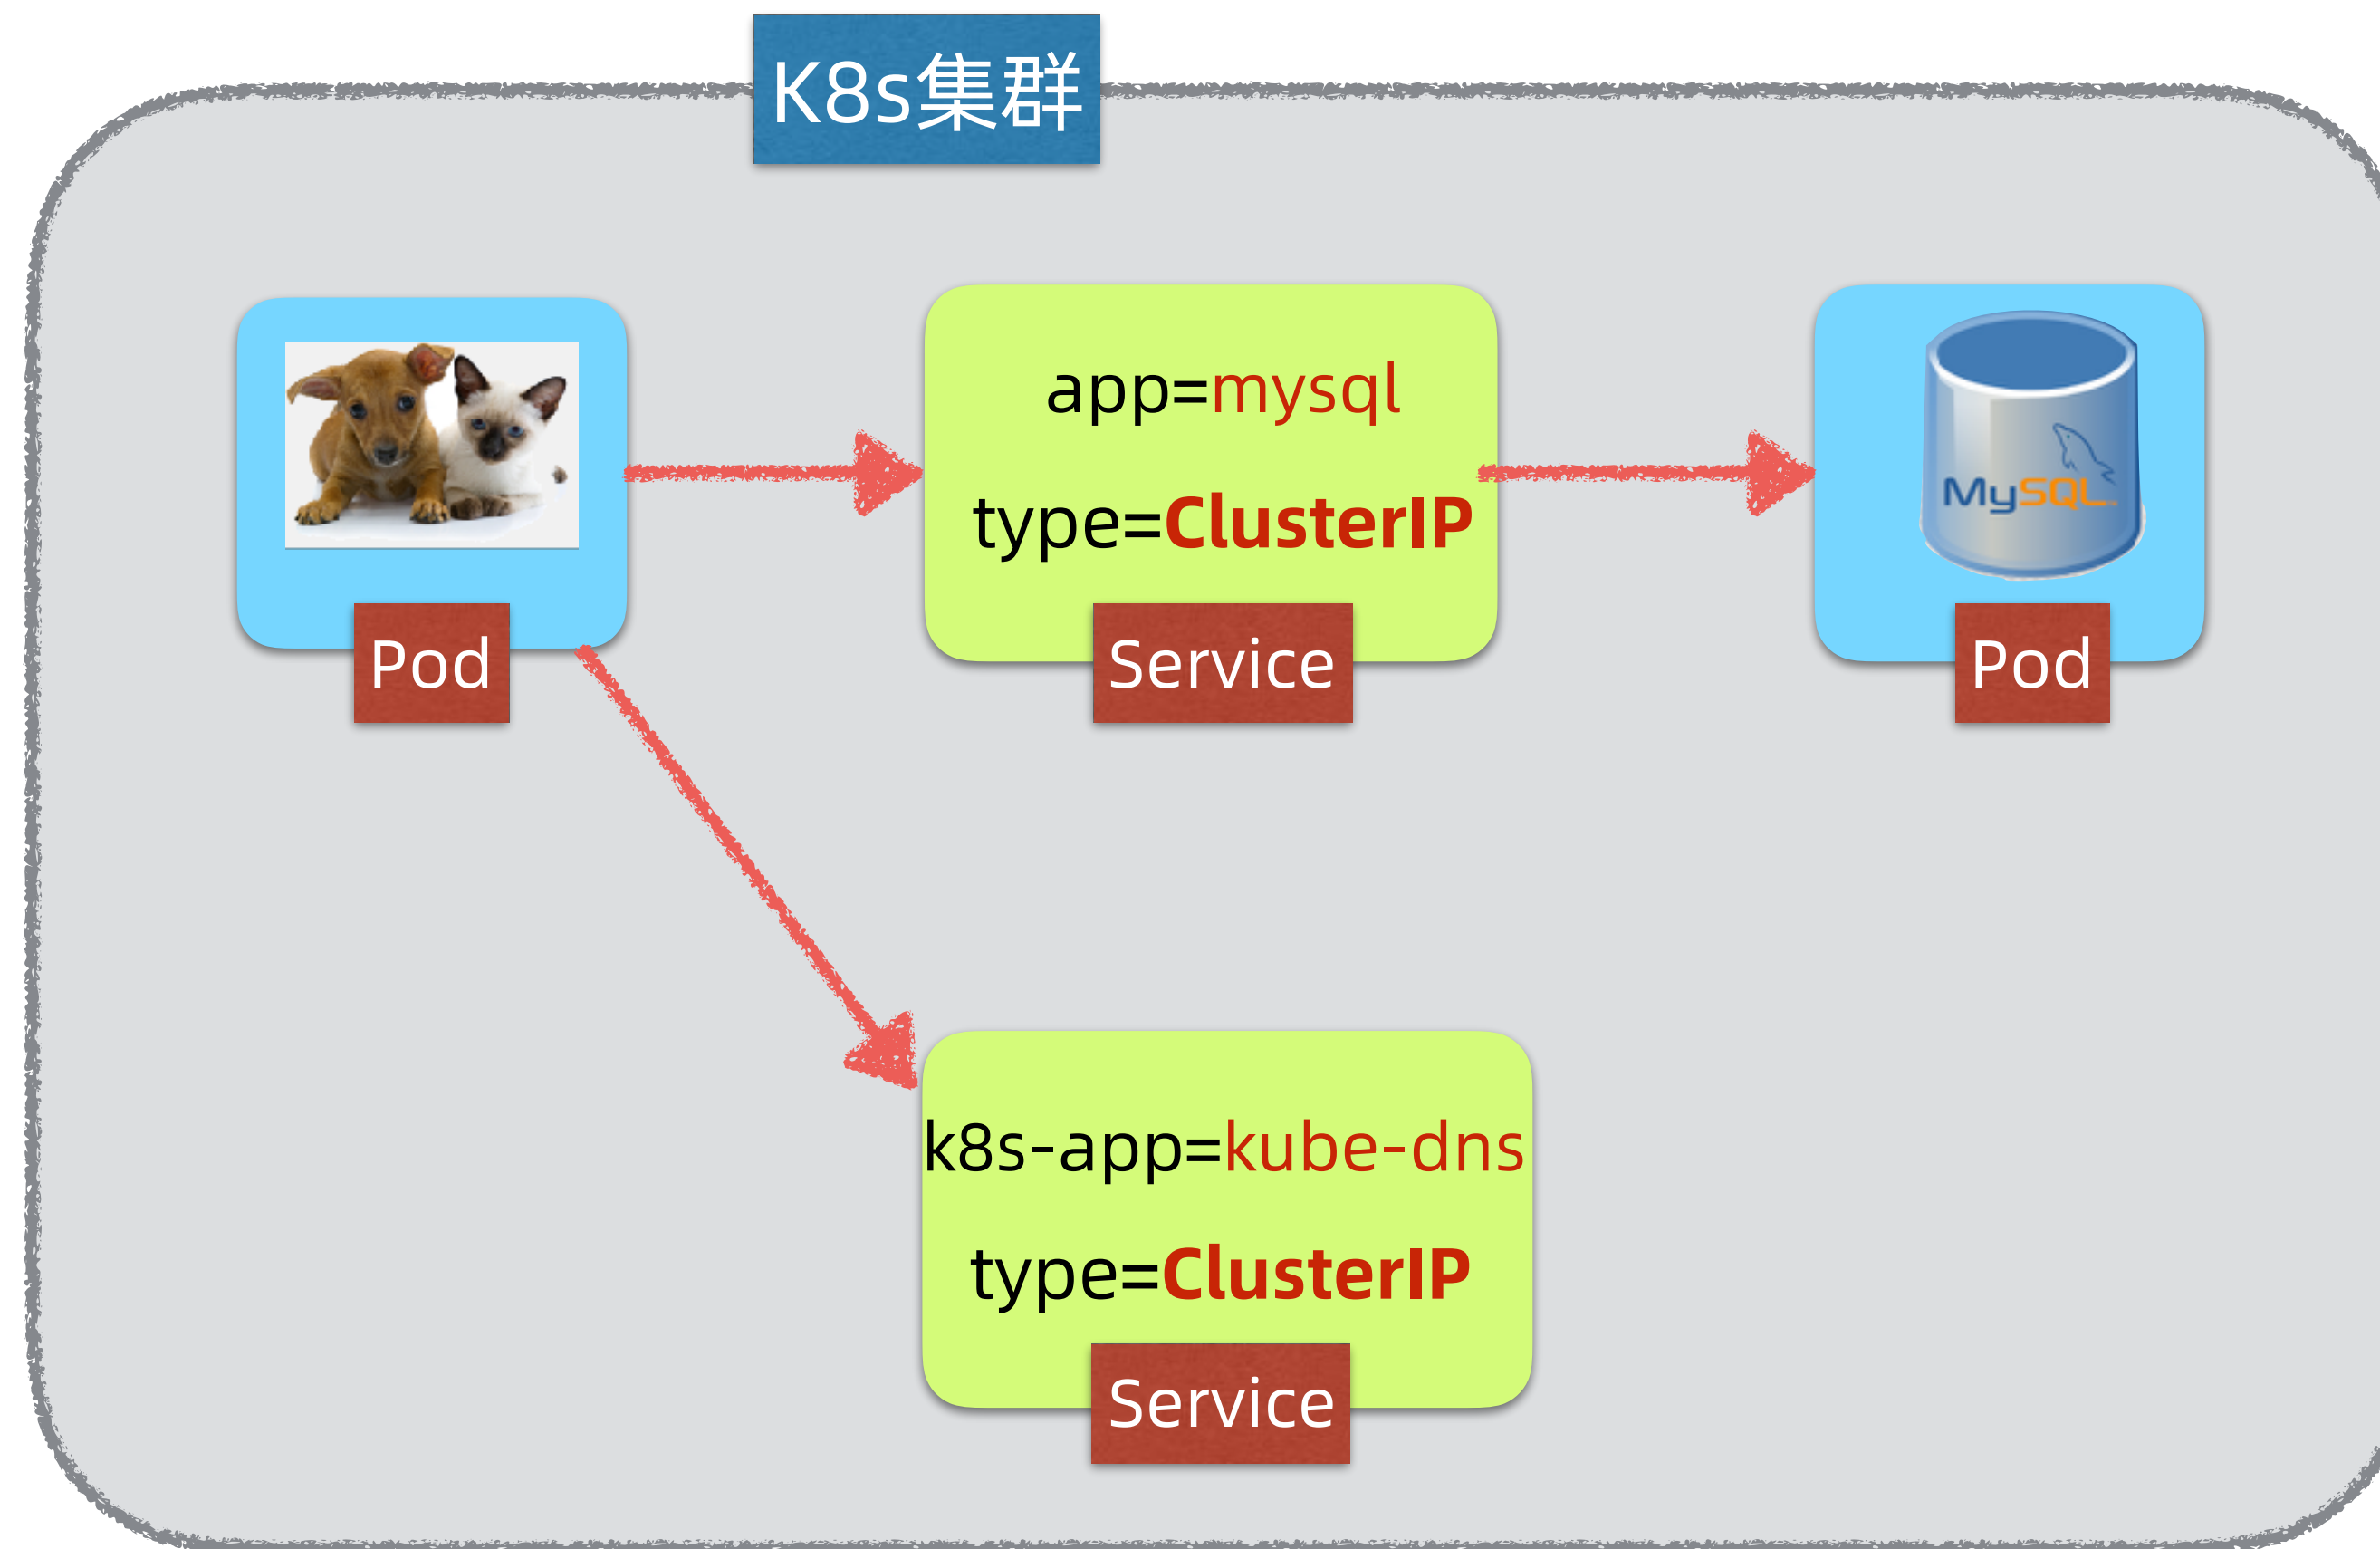 K8s集群
app=mysql
type=ClusterIP
MySQL
Pod
Service
Pod
k8s-app=kube-dns
type=ClusterIP
Service